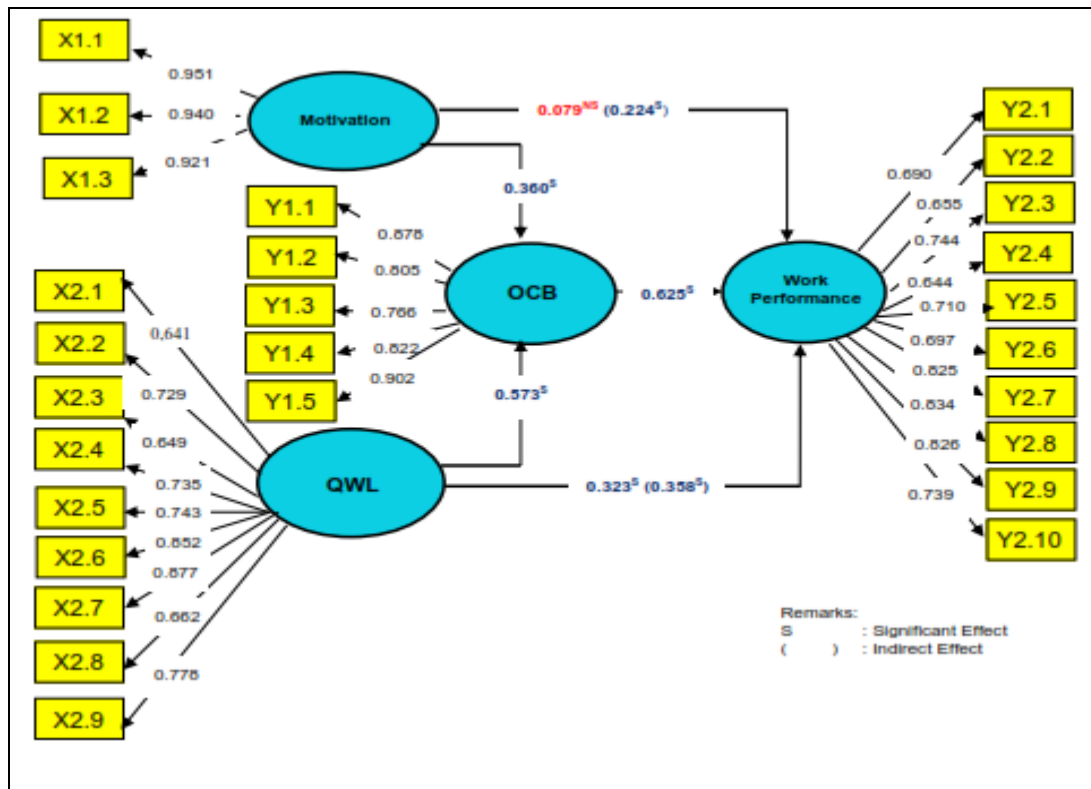 X1.1
X1.2
X1.3
0.951
0.940
0.921
Motivation
0.079NS (0.224S)
0.360S
Y1.1
Y1.2
Y1.3
Y1.4
Y1.5
0.878
0.805
0.766
0.822
0.902
OCB
0.625S
Work
Performance
0.573S
X2.1
X2.2
X2.3
X2.4
X2.5
X2.6
X2.7
X2.8
X2.9
0,641
0.729
0.649
0.735
0.743
0.852
0.877
0.662
0.778
QWL
0.323S (0.358S)
0.690
0.655
0.744
0.644
0.710
0.697
0.825
0.834
0.826
0.739
Y2.1
Y2.2
Y2.3
Y2.4
Y2.5
Y2.6
Y2.7
Y2.8
Y2.9
Y2.10
Remarks:
S : Significant Effect
( ) : Indirect Effect